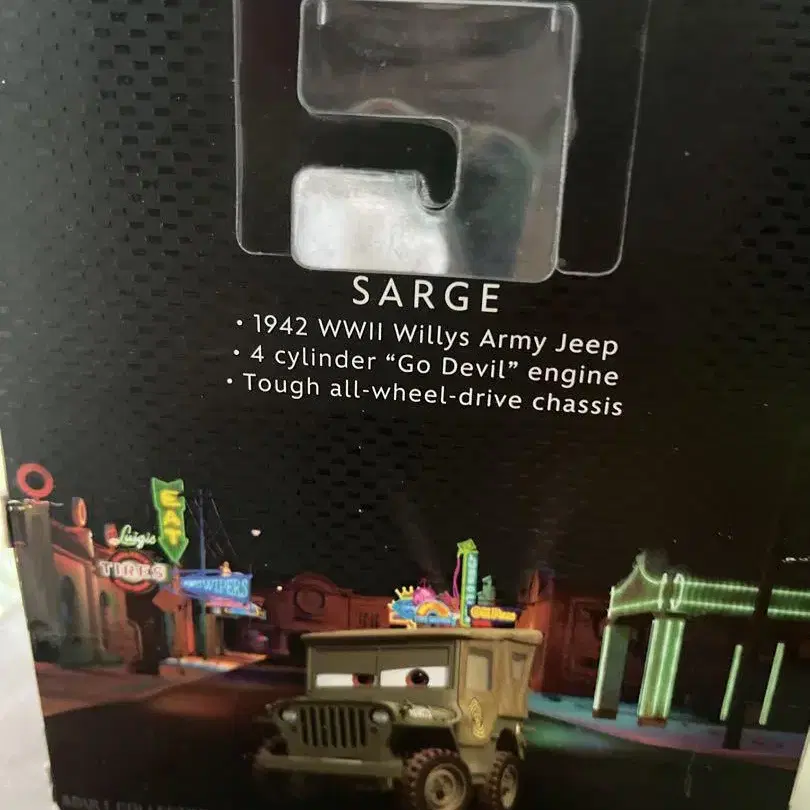 SARGE
• 1942 WWII Willys Army Jeep
• 4 cylinder “Go Devil” engine
• Tough all-wheel-drive chassis
EAT
Luigis
TIRES
WIPERS